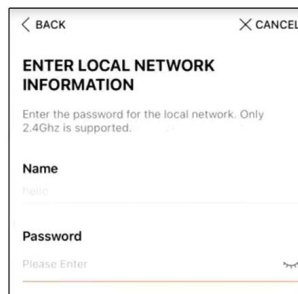 BACK
CANCEL
ENTER LOCAL NETWORK
INFORMATION
Enter the password for the local network. Only
2.4Ghz is supported.
Name
hello
Password
Please Enter